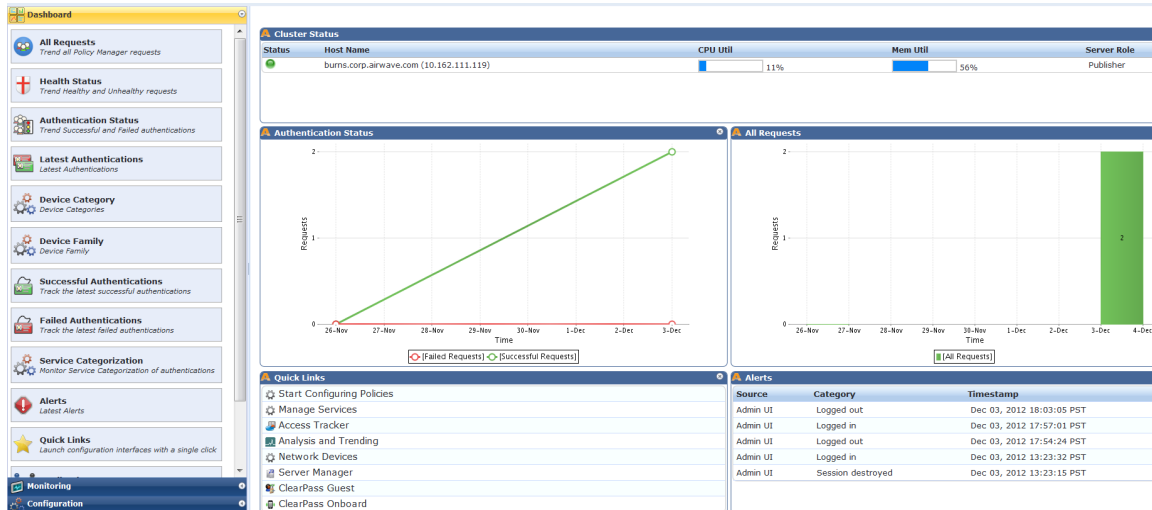 Dashboard
All Requests
Trend all Policy Manager requests
Health Status
Trend Healthy and Unhealthy requests
Authentication Status
Trend Successful and Failed authentications
Latest Authentications
Latest Authentications
Device Category
Device Categories
Device Family
Device Family
Successful Authentications
Track the latest successful authentications
Failed Authentications
Track the latest failed authentications
Service Categorization
Monitor Service Categorization of authentications
Alerts
Latest Alerts
Quick Links
Launch configuration interfaces with a single click
Monitoring
Configuration
Cluster Status
Status Host Name CPU Util Mem Util Server Role
burns.corp.airwave.com (10.162.111.119) 11% 56% Publisher
Authentication Status
2
1
0
Requests
26-Nov 27-Nov 28-Nov 29-Nov 30-Nov 1-Dec 2-Dec 3-Dec
Time
[Failed Requests] [Successful Requests]
All Requests
2
1
0
Requests
2
26-Nov 27-Nov 28-Nov 29-Nov 30-Nov 1-Dec 2-Dec 3-Dec 4-Dec
Time
[All Requests]
Quick Links
Start Configuring Policies
Manage Services
Access Tracker
Analysis and Trending
Network Devices
Server Manager
ClearPass Guest
ClearPass Onboard
Alerts
Source Category Timestamp
Admin UI Logged out Dec 03, 2012 18:03:05 PST
Admin UI Logged in Dec 03, 2012 17:57:01 PST
Admin UI Logged out Dec 03, 2012 17:54:24 PST
Admin UI Logged in Dec 03, 2012 13:23:32 PST
Admin UI Session destroyed Dec 03, 2012 13:23:15 PST